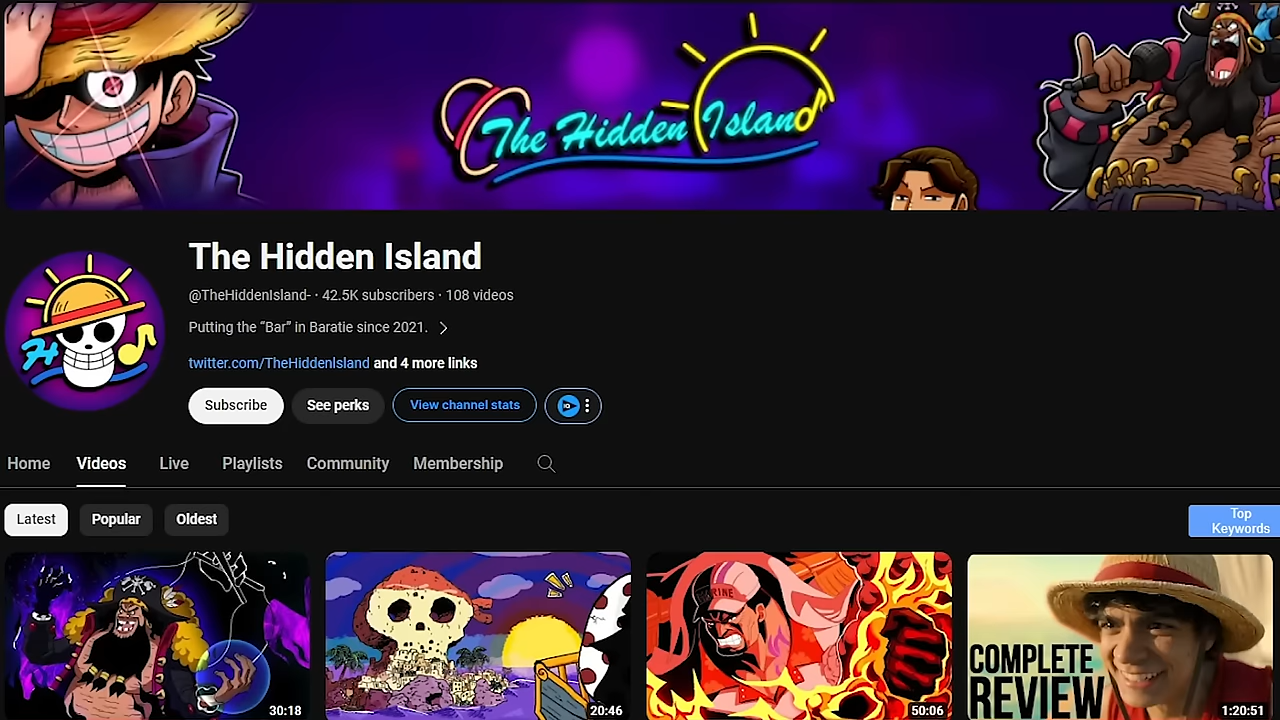 The Hidden Island
The Hidden Island
@TheHiddenIsland- · 42.5K subscribers · 108 videos
Putting the “Bar” in Baratie since 2021.
twitter.com/TheHiddenIsland and 4 more links
Subscribe
See perks
View channel stats
Home
Videos
Live
Playlists
Community
Membership
Latest
Popular
Oldest
Top
Keywords
30:18
20:46
MARINE
50:06
COMPLETE
REVIEW
1:20:51